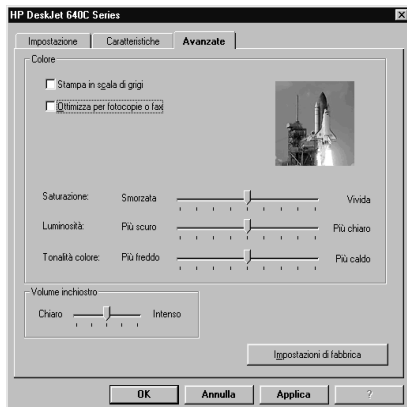 HP DeskJet 640C Series
Impostazione Caratteristiche Avanzate
Colore
Stampa in scala di grigi
Ottimizza per fotocopie o fax
Saturazione: Smorzata Vivida
Luminosità: Più scuro Più chiaro
Tonalità colore: Più freddo Più caldo
Volume inchiostro
Chiaro Intenso
Impostazioni di fabbrica
OK Annulla Applica ?